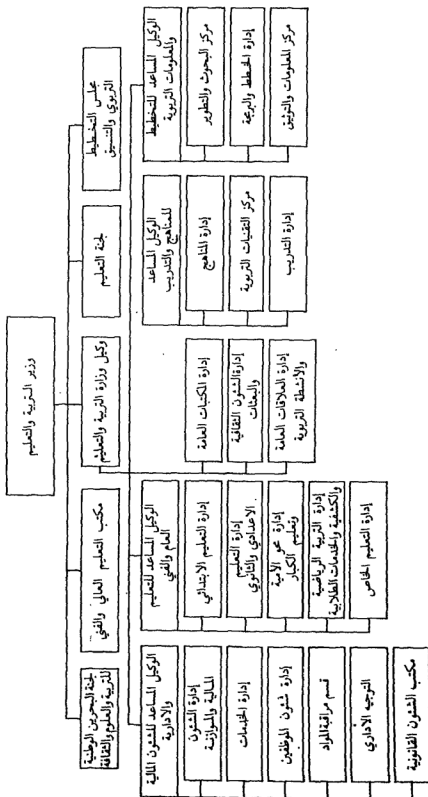 وزير التربية والتعليم
مجلس التخطيط
التربوي والتنسيق
لجنة التعليم
وكيل وزارة التربية والتعليم
مكتب التعليم العالي والفني
لجنة البحرين الوطنية
للتربية والعلوم والثقافة
الوكيل المساعد للتخطيط
والمعلومات التربوية
مركز البحوث والتطوير
إدارة الخطط والبرمجة
مركز المعلومات والتوثيق
الوكيل المساعد
للمناهج والتدريب
إدارة المناهج
مركز التقنيات التربوية
إدارة التدريب
إدارة المكتبات العامة
إدارة الشئون الثقافية
والبعثات
إدارة العلاقات العامة
والأنشطة التربوية
الوكيل المساعد للتعليم
العام والفني
إدارة التعليم الابتدائي
إدارة التعليم
الاعدادي والثانوي
إدارة محو الأمية
وتعليم الكبار
إدارة التربية الرياضية
والكشفية والخدمات الطلابية
إدارة التعليم الخاص
الوكيل المساعد للشئون المالية
والادارية
إدارة الشئون
المالية والموازنة
إدارة الخدمات
إدارة شئون الموظفين
قسم مراقبة المواد
التوجيه الاداري
مكتب الشئون القانونية